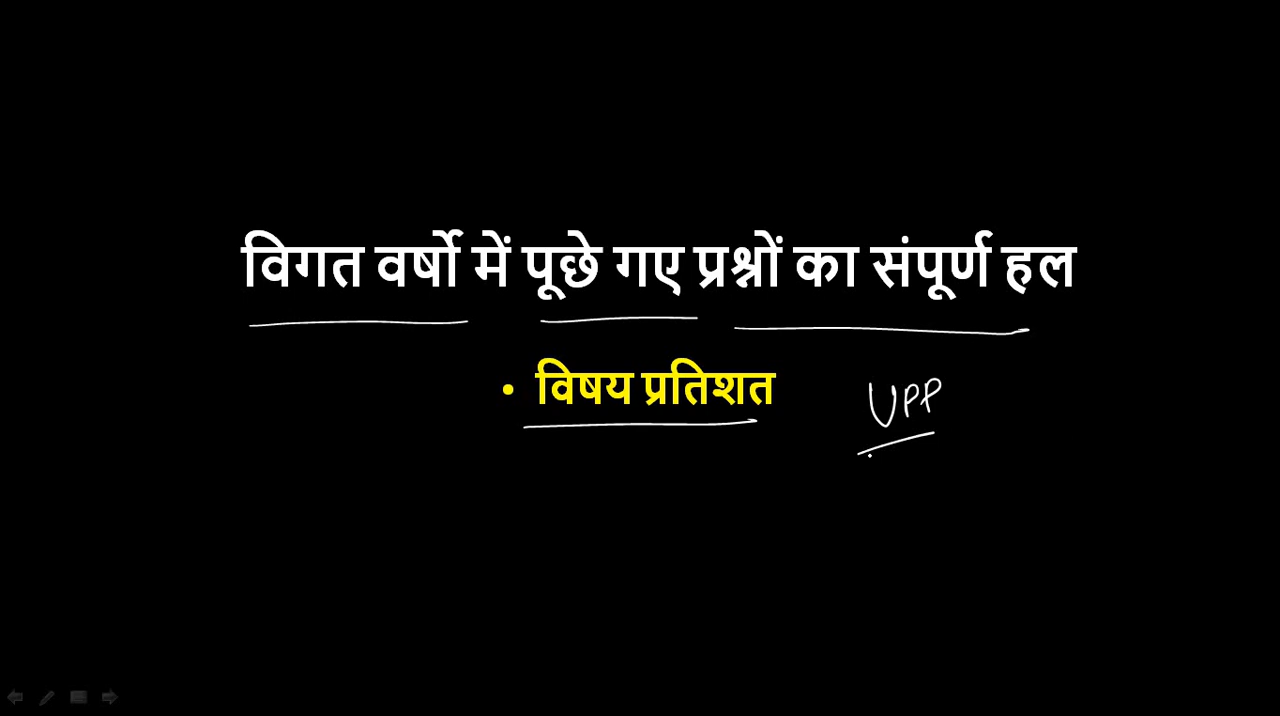 विगत वर्षो में पूछे गए प्रश्नों का संपूर्ण हल
• विषय प्रतिशत
UPP